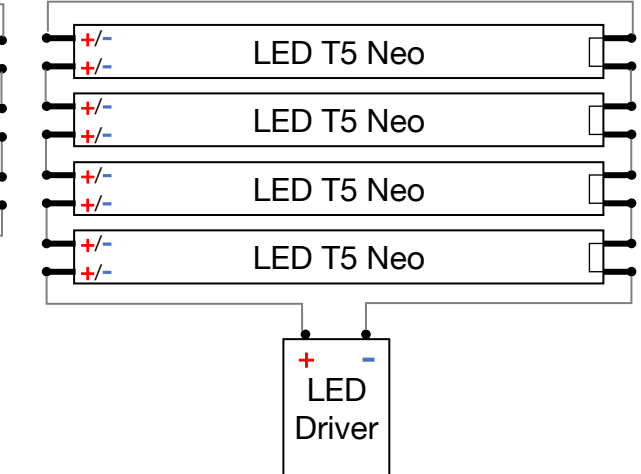 +/-
LED T5 Neo
+/-
+/-
LED T5 Neo
+/-
+/-
LED T5 Neo
+/-
+/-
LED T5 Neo
+/-
+ -
LED
Driver